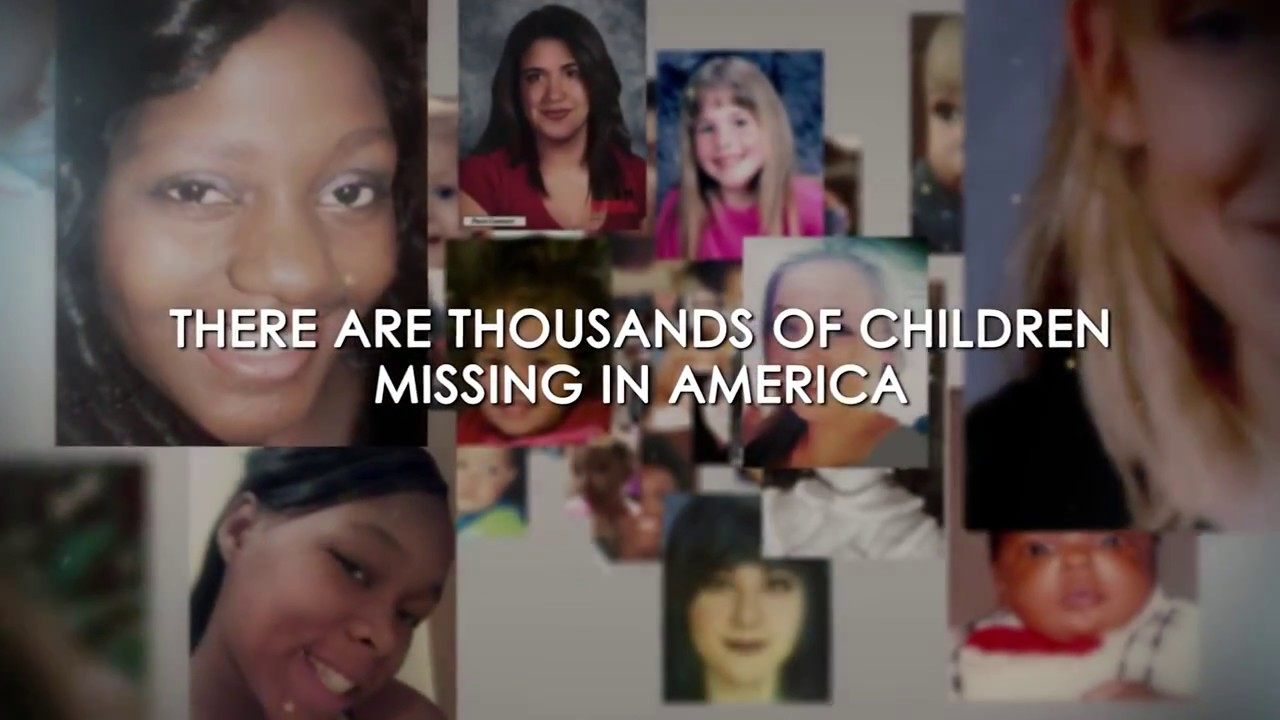 THERE ARE THOUSANDS OF CHILDREN
MISSING IN AMERICA